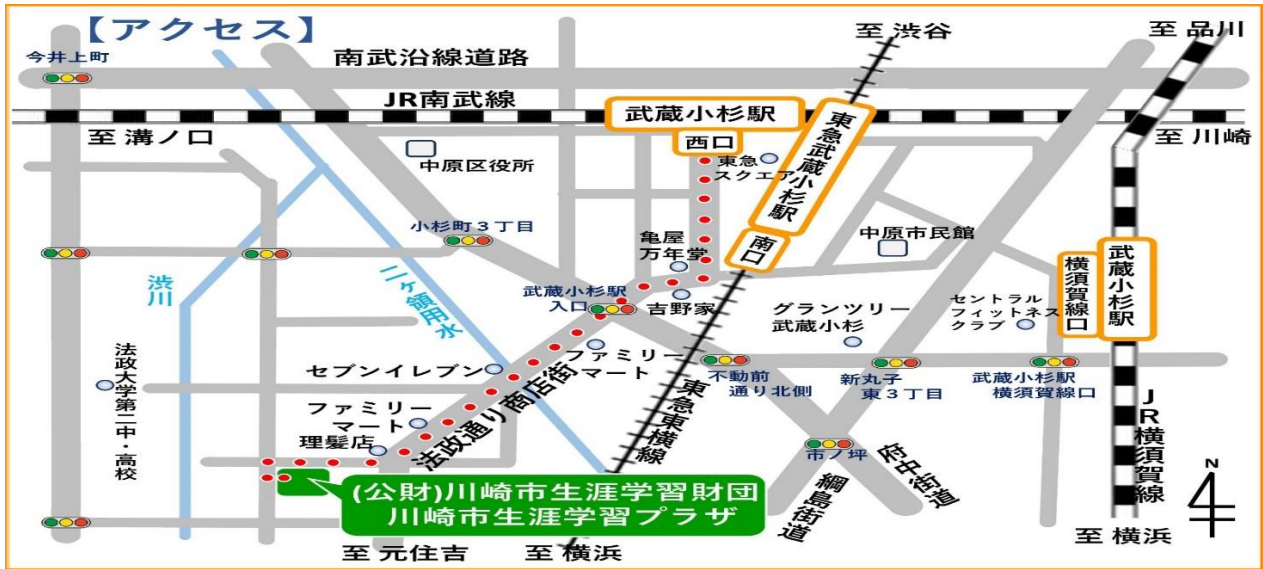 【アクセス】
至 渋谷
至 品川
今井上町
南武沿線道路
JR南武線
武蔵小杉駅
東急武蔵小杉駅
至 溝ノ口
西口
至 川崎
中原区役所
東急
スクエア
小杉町3丁目
亀屋
万年堂
南口
中原市民館
武蔵小杉駅
横須賀線口
渋川
二ヶ領用水
武蔵小杉駅
入口
吉野家
グランツリー
武蔵小杉
セントラル
フィットネス
クラブ
法政大学第二中・高校
セブンイレブン
ファミリー
マート
不動前
通り北側
新丸子
東3丁目
武蔵小杉駅
横須賀線口
ファミリー
マート
法政通り商店街
東急東横線
JR横須賀線
理髪店
市ノ坪
府中街道
綱島街道
N
(公財)川崎市生涯学習財団
川崎市生涯学習プラザ
至 元住吉
至 横浜
至 横浜